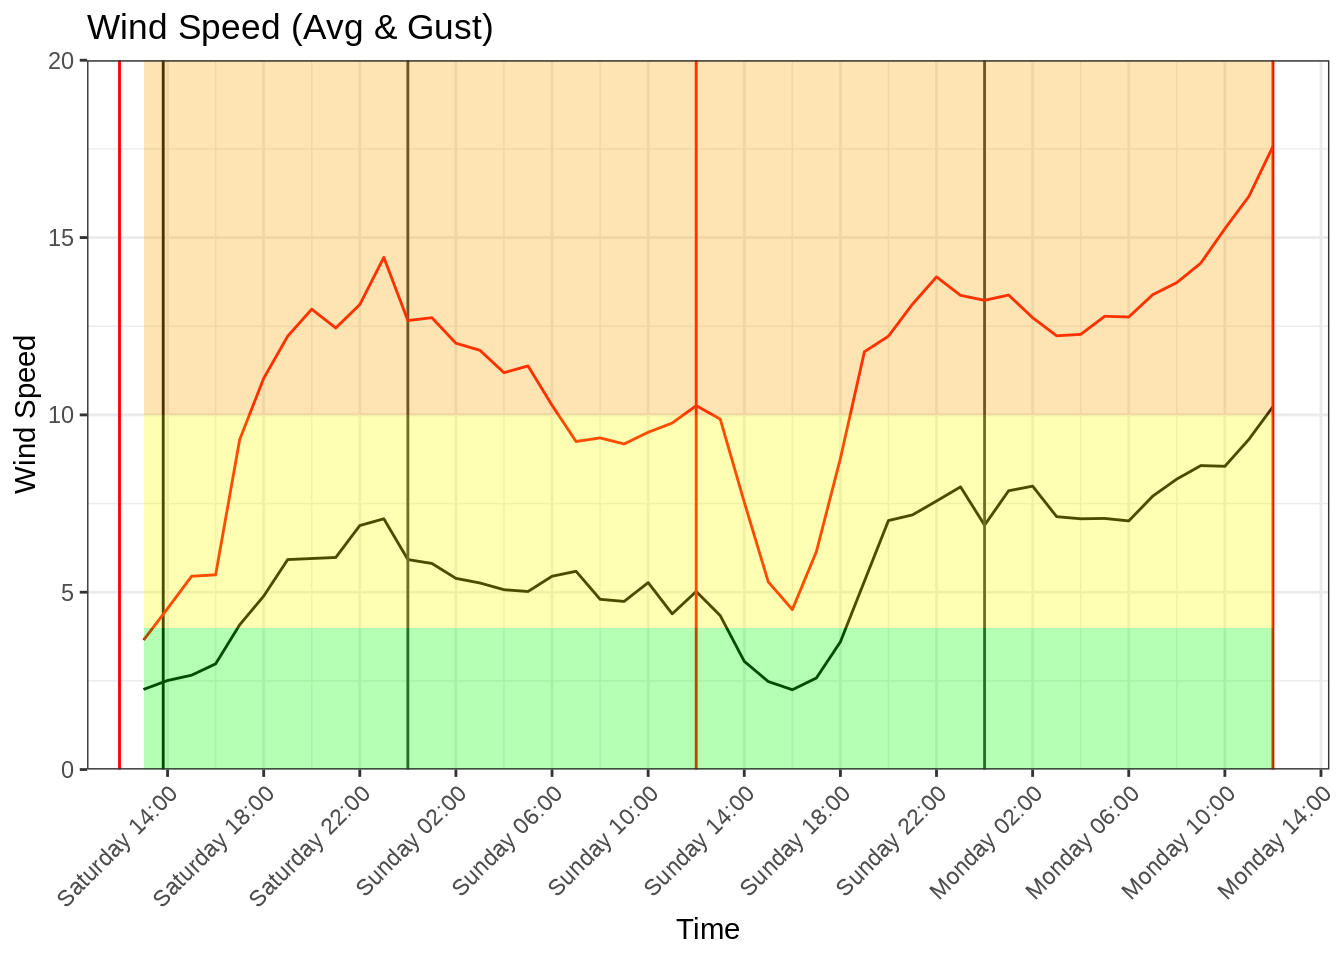 Wind Speed (Avg & Gust)
Wind Speed
20
15
10
5
0
Saturday 14:00
Saturday 18:00
Saturday 22:00
Sunday 02:00
Sunday 06:00
Sunday 10:00
Sunday 14:00
Sunday 18:00
Sunday 22:00
Monday 02:00
Monday 06:00
Monday 10:00
Monday 14:00
Time